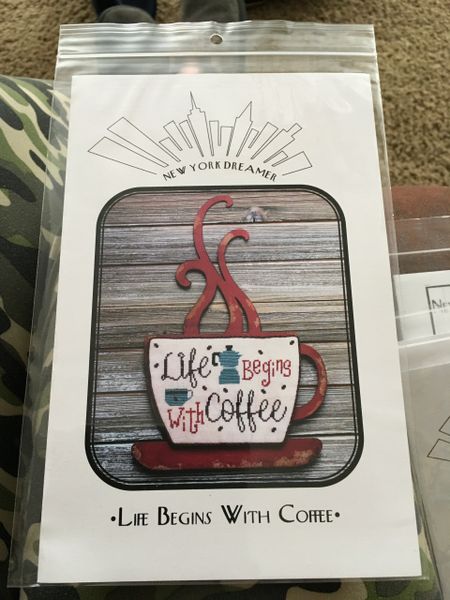 NEW YORK DREAMER
Life Begins
With Coffee
•LIFE BEGINS WITH COFFEE•